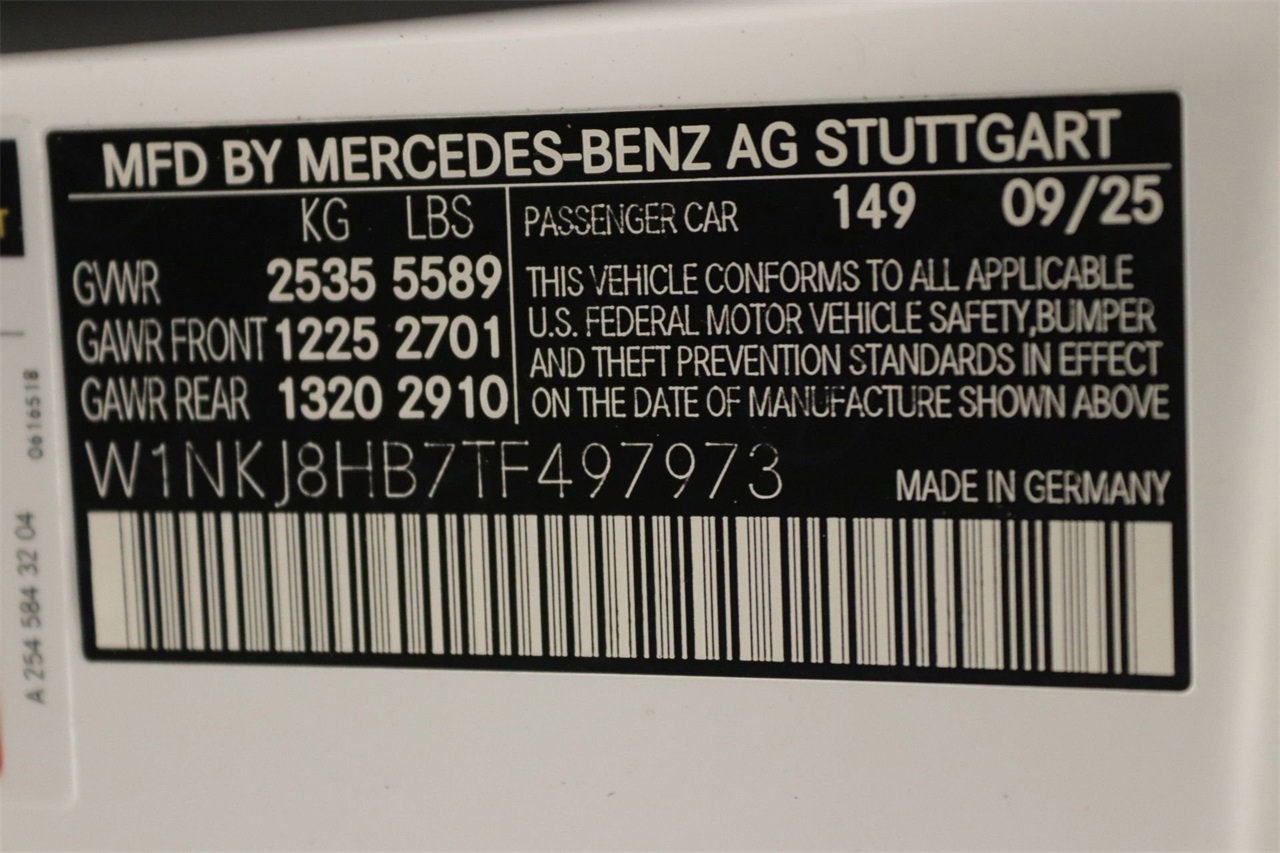 MFD BY MERCEDES-BENZ AG STUTTGART
KG LBS
GVWR 2535 5589
GAWR FRONT 1225 2701
GAWR REAR 1320 2910
PASSENGER CAR 149 09/25
THIS VEHICLE CONFORMS TO ALL APPLICABLE
U.S. FEDERAL MOTOR VEHICLE SAFETY,BUMPER
AND THEFT PREVENTION STANDARDS IN EFFECT
ON THE DATE OF MANUFACTURE SHOWN ABOVE
W1NKJ8HB7TF497973
MADE IN GERMANY
A 254 584 32 04
0616518